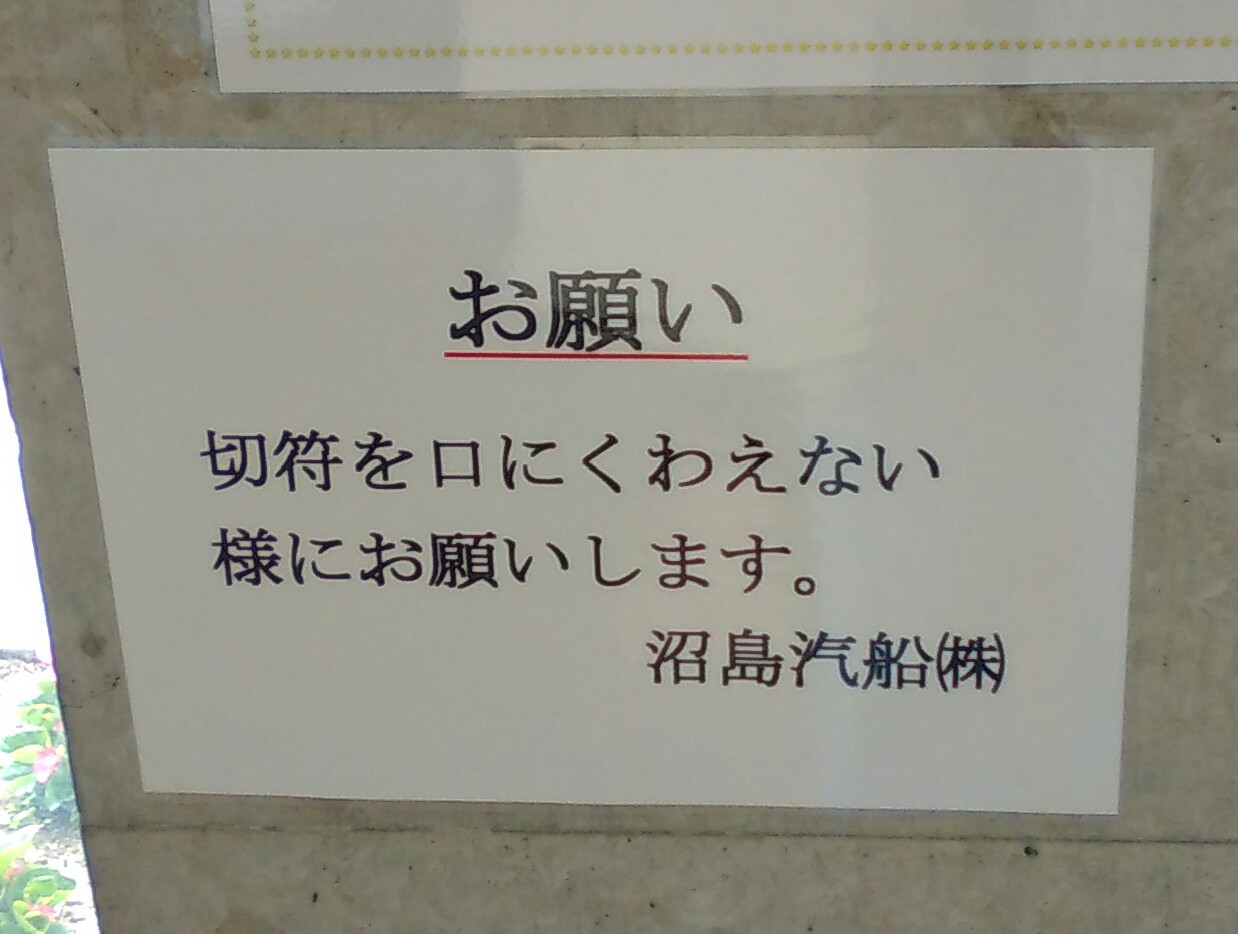 お願い
切符を口にくわえない
様にお願いします。
沼島汽船㈱